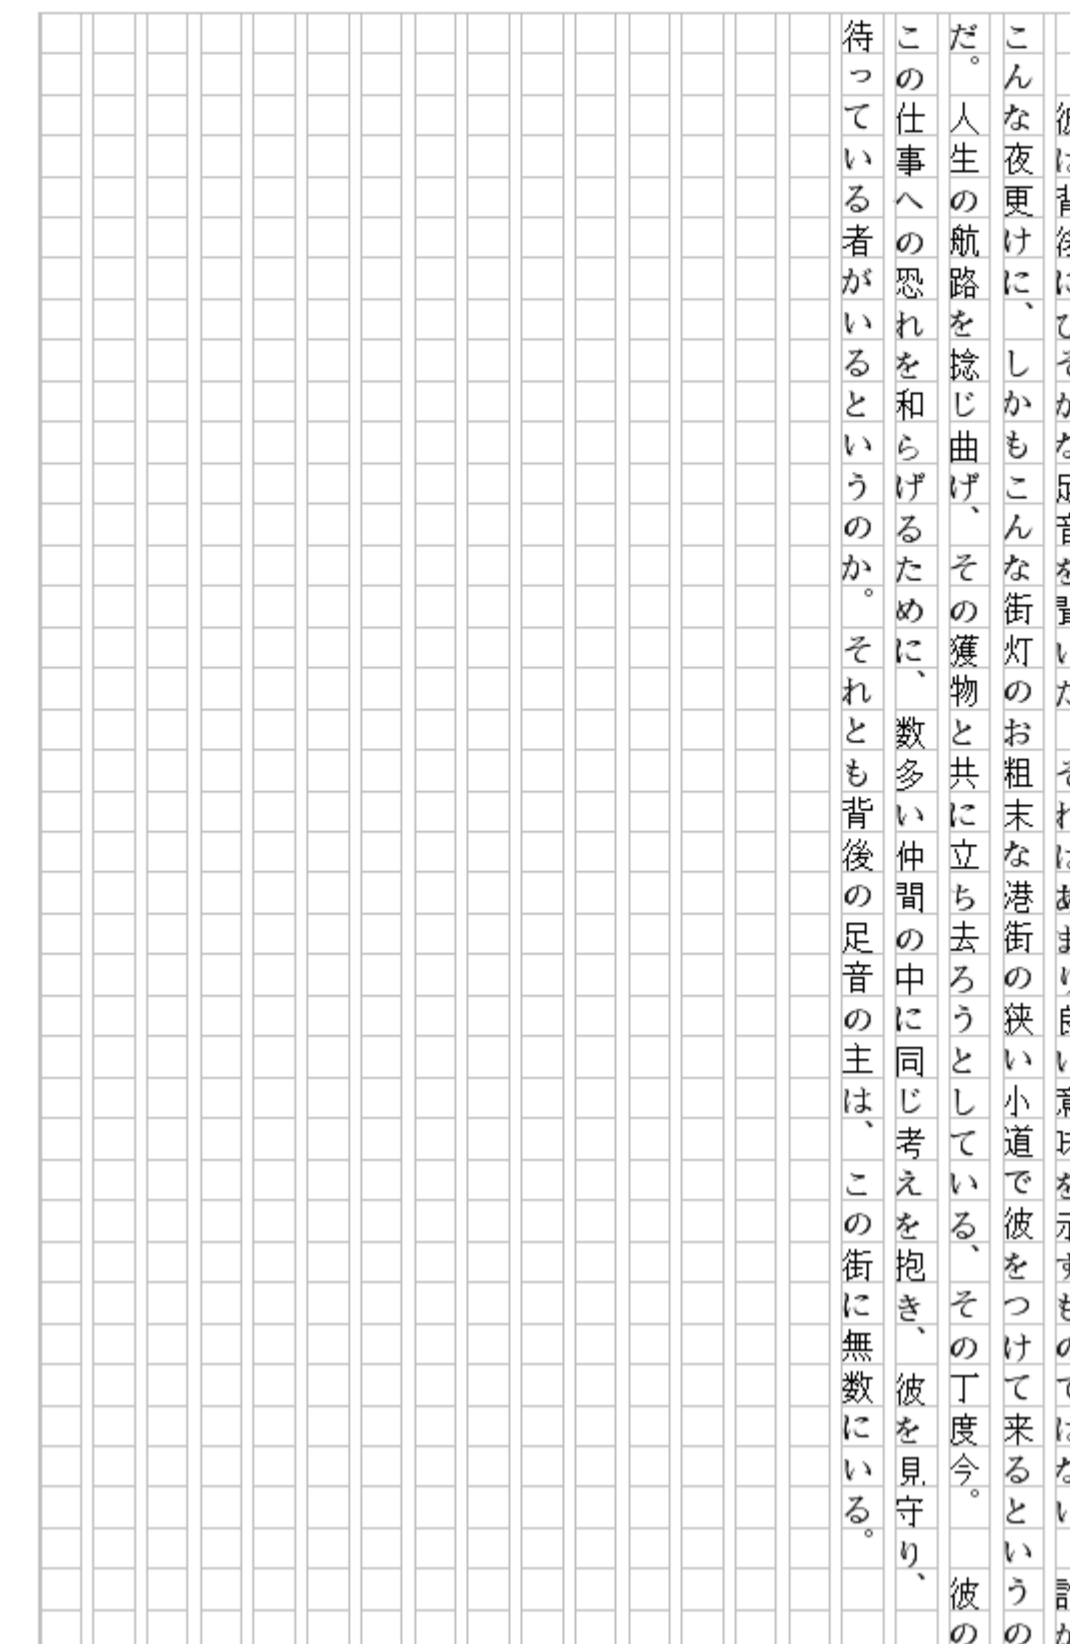 こんな夜更けに、しかもこんな街灯のお粗末な港街の狭い小道で彼をつけて来るというの
だ。人生の航路を捻じ曲げ、その獲物と共に立ち去ろうとしている、その丁度今。　彼の
この仕事への恐れを和らげるために、数多い仲間の中に同じ考えを抱き、彼を見守り、
待っている者がいるというのか。それとも背後の足音の主は、この街に無数にいる。